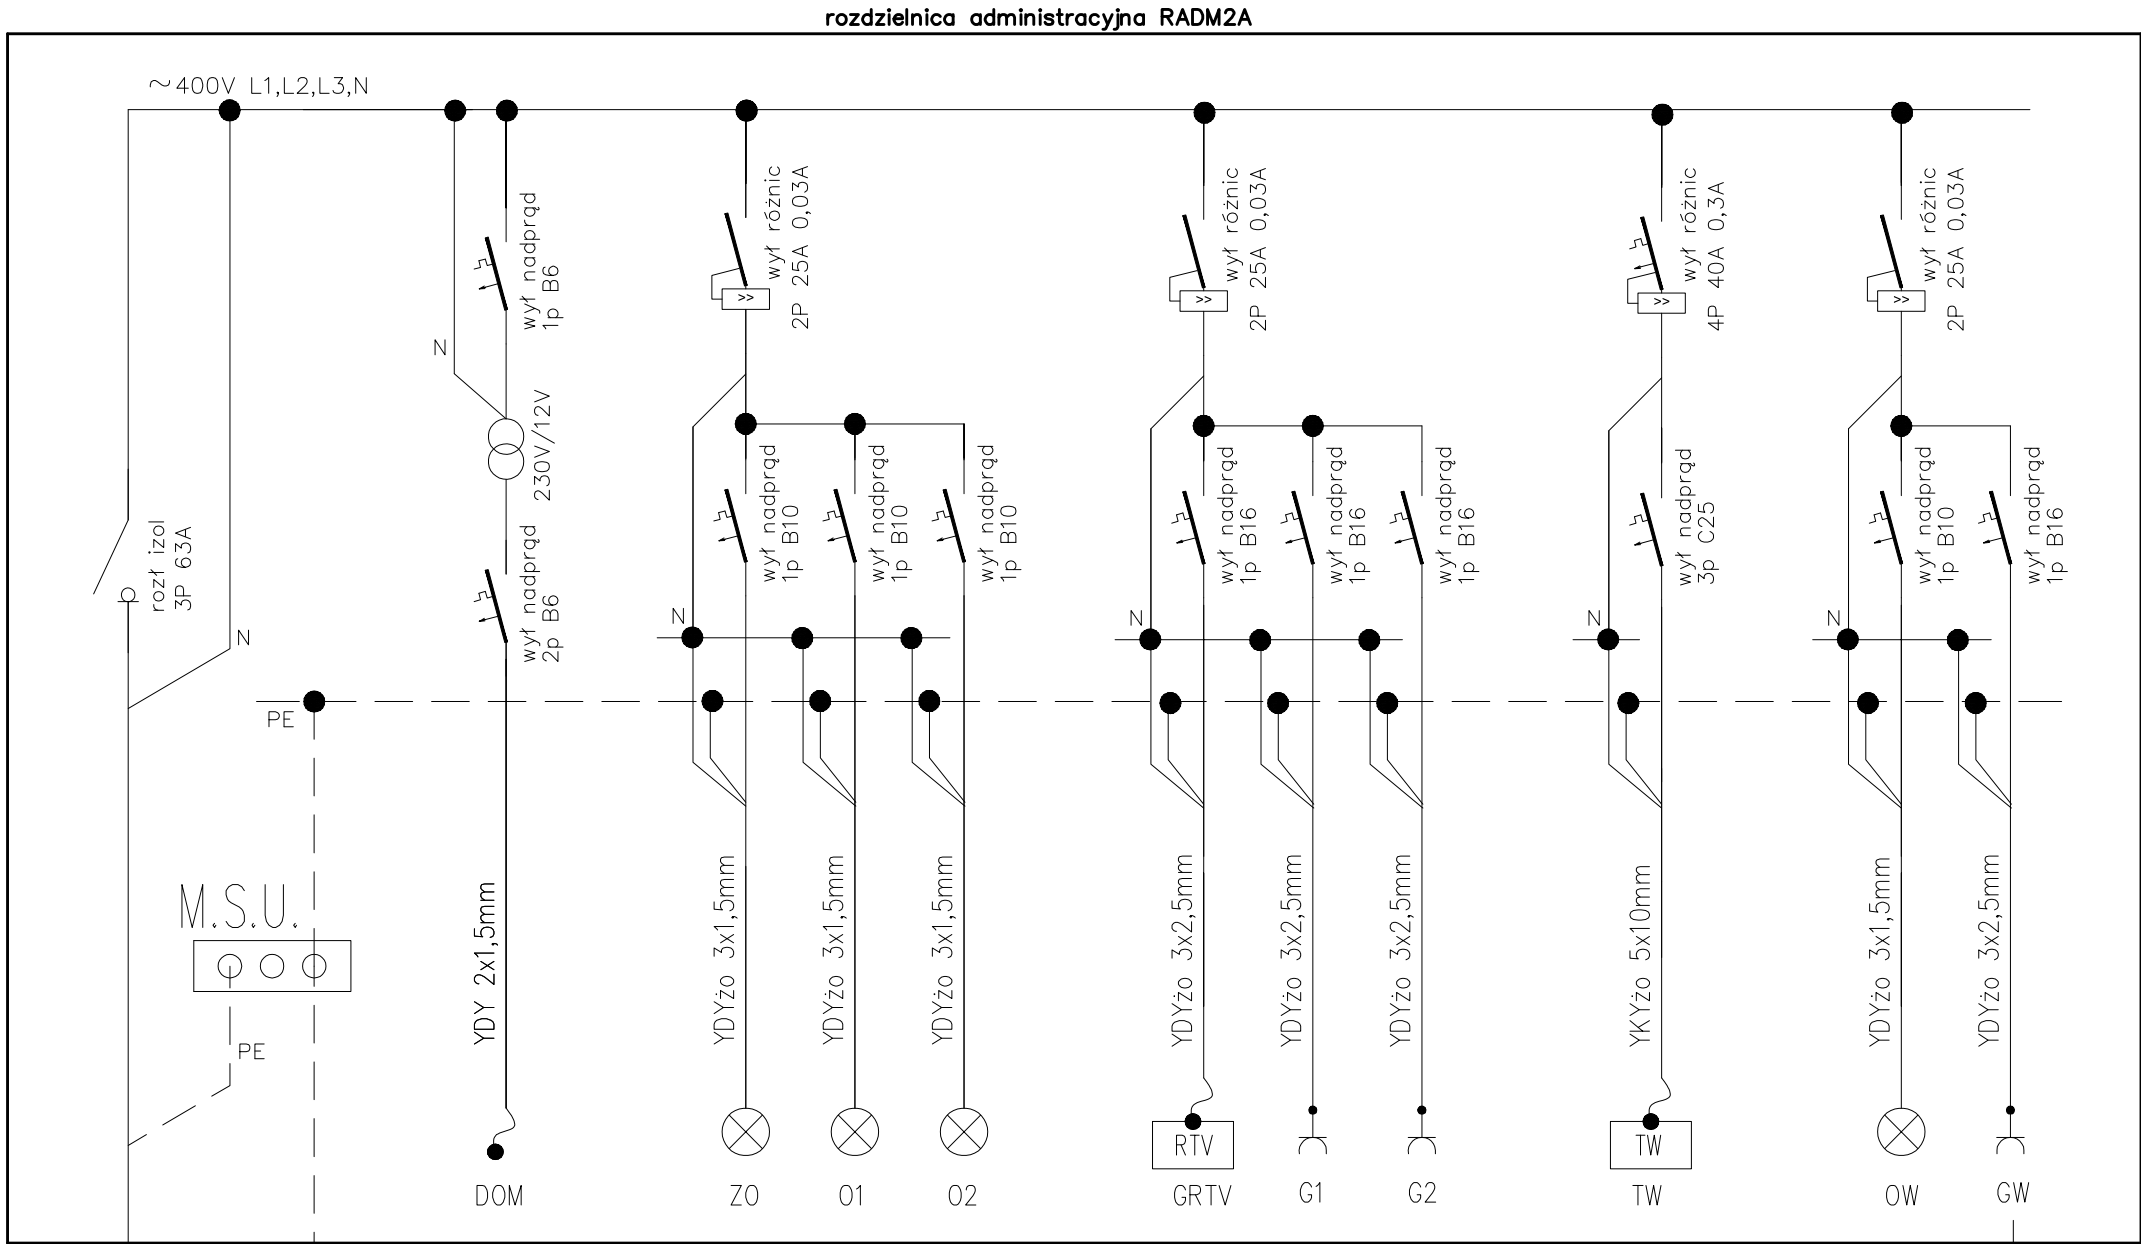 rozdzielnica administracyjna RADM2A
~400V L1,L2,L3,N
rozł izol
3P 63A
N
PE
M.S.U.
PE
N
wył nadprąd
1p B6
230V/12V
wył nadprąd
2p B6
YDY 2x1,5mm
DOM
wył różnic
2P 25A 0,03A
wył nadprąd
1p B10
wył nadprąd
1p B10
wył nadprąd
1p B10
N
YDYżo 3x1,5mm
YDYżo 3x1,5mm
YDYżo 3x1,5mm
ZO
O1
O2
wył różnic
2P 25A 0,03A
wył nadprąd
1p B16
wył nadprąd
1p B16
wył nadprąd
1p B16
N
YDYżo 3x2,5mm
YDYżo 3x2,5mm
YDYżo 3x2,5mm
RTV
GRTV
G1
G2
wył różnic
4P 40A 0,3A
wył nadprąd
3p C25
N
YKYżo 5x10mm
TW
TW
wył różnic
2P 25A 0,03A
wył nadprąd
1p B10
wył nadprąd
1p B16
N
YDYżo 3x1,5mm
YDYżo 3x2,5mm
OW
GW
>>
>>
>>
>>